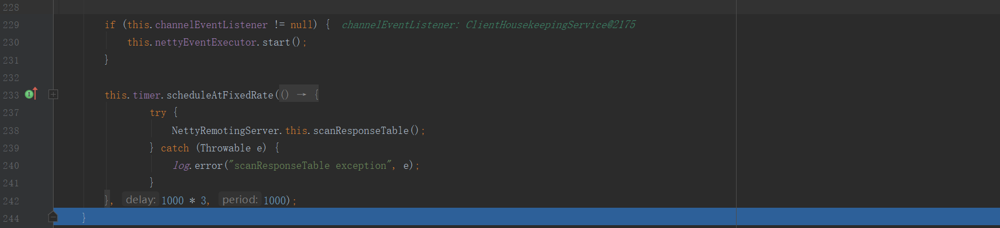 228
229 if (this.channelEventListener != null) { channelEventListener: ClientHousekeepingService@2175
230 this.nettyEventExecutor.start();
231 }
232
233 this.timer.scheduleAtFixedRate(() → {
237 try {
238 NettyRemotingServer.this.scanResponseTable();
239 } catch (Throwable e) {
240 log.error("scanResponseTable exception", e);
241 }
242 }, delay: 1000 * 3, period: 1000);
244 }